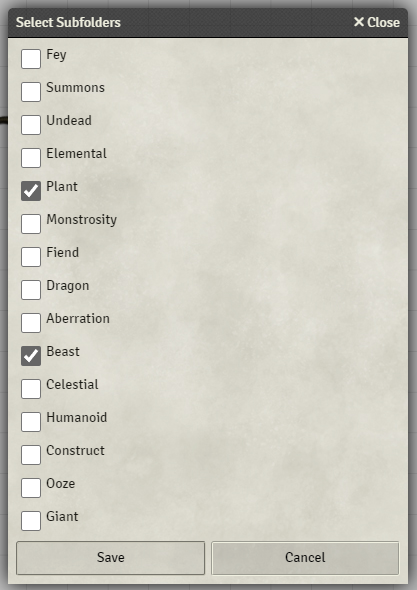 Select Subfolders
✕ Close
Fey
Summons
Undead
Elemental
Plant
Monstrosity
Fiend
Dragon
Aberration
Beast
Celestial
Humanoid
Construct
Ooze
Giant
Save
Cancel